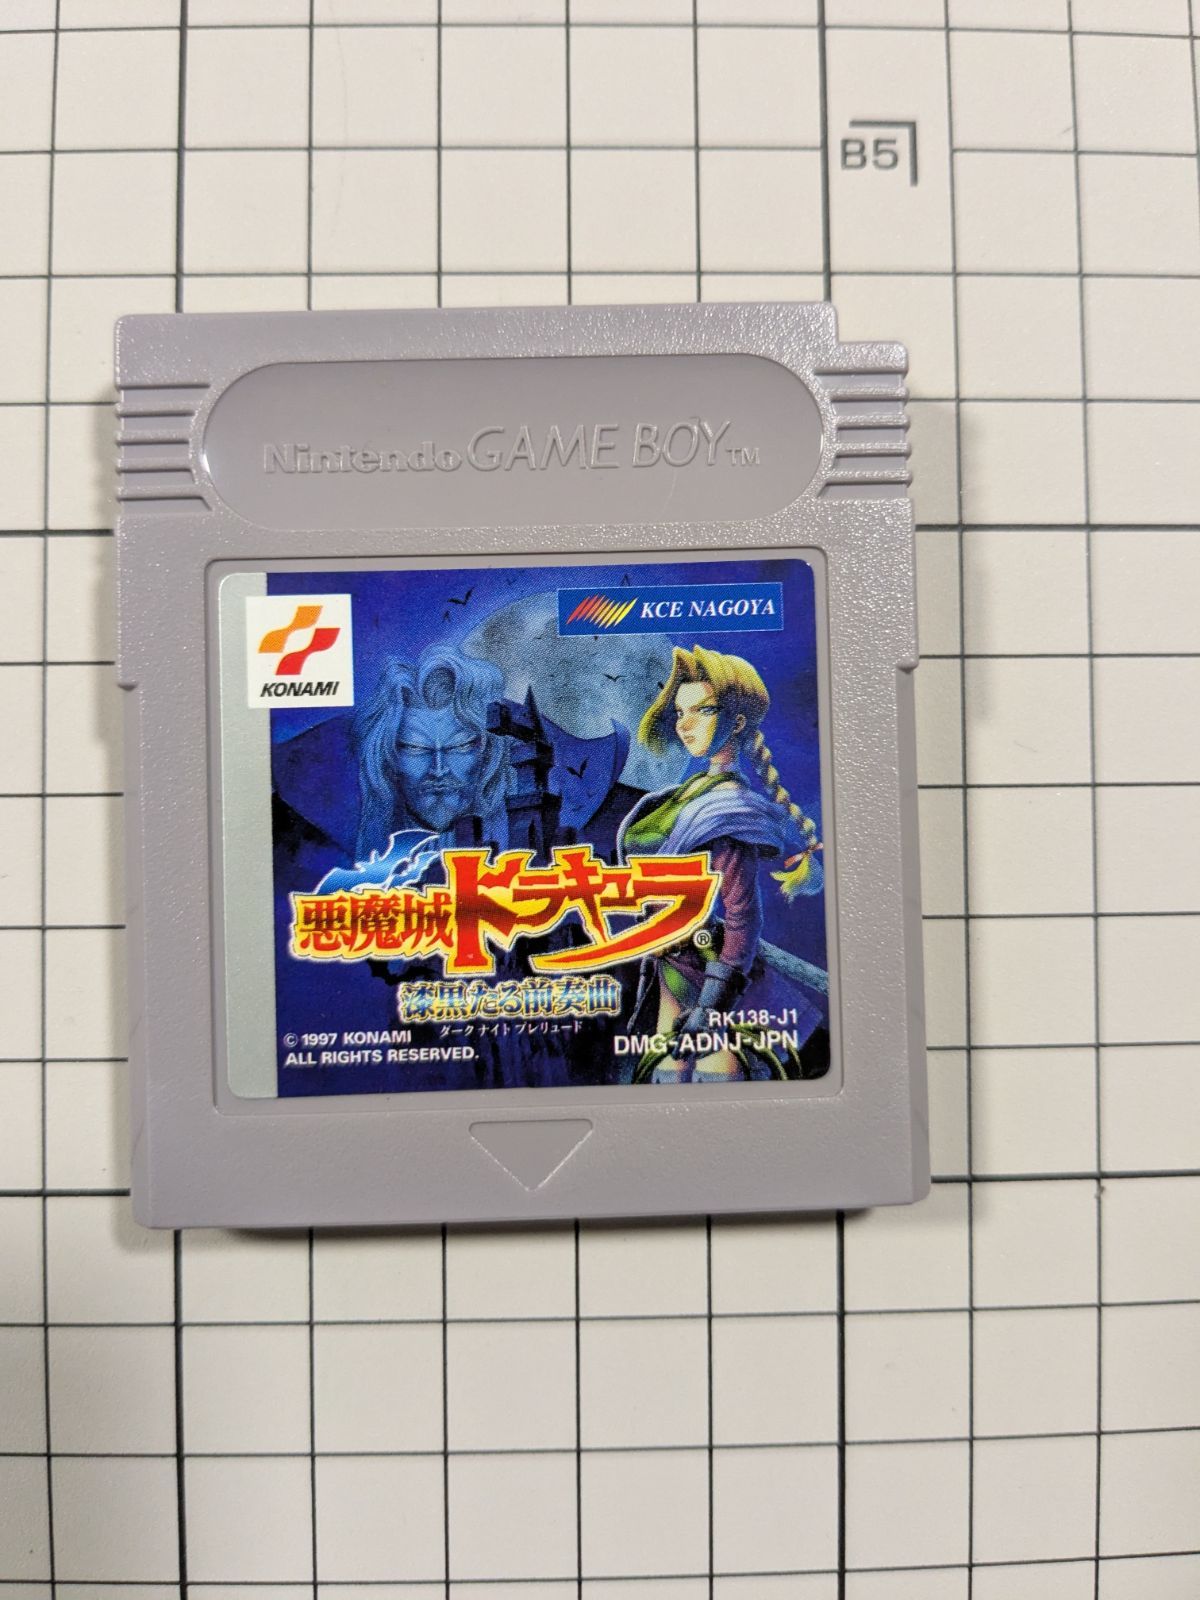 B5
Nintendo GAME BOY TM
KONAMI
KCE NAGOYA
悪魔城ドラキュラ®
漆黒たる前奏曲
ダークナイトプレリュード
© 1997 KONAMI
ALL RIGHTS RESERVED.
RK138-J1
DMG-ADNJ-JPN